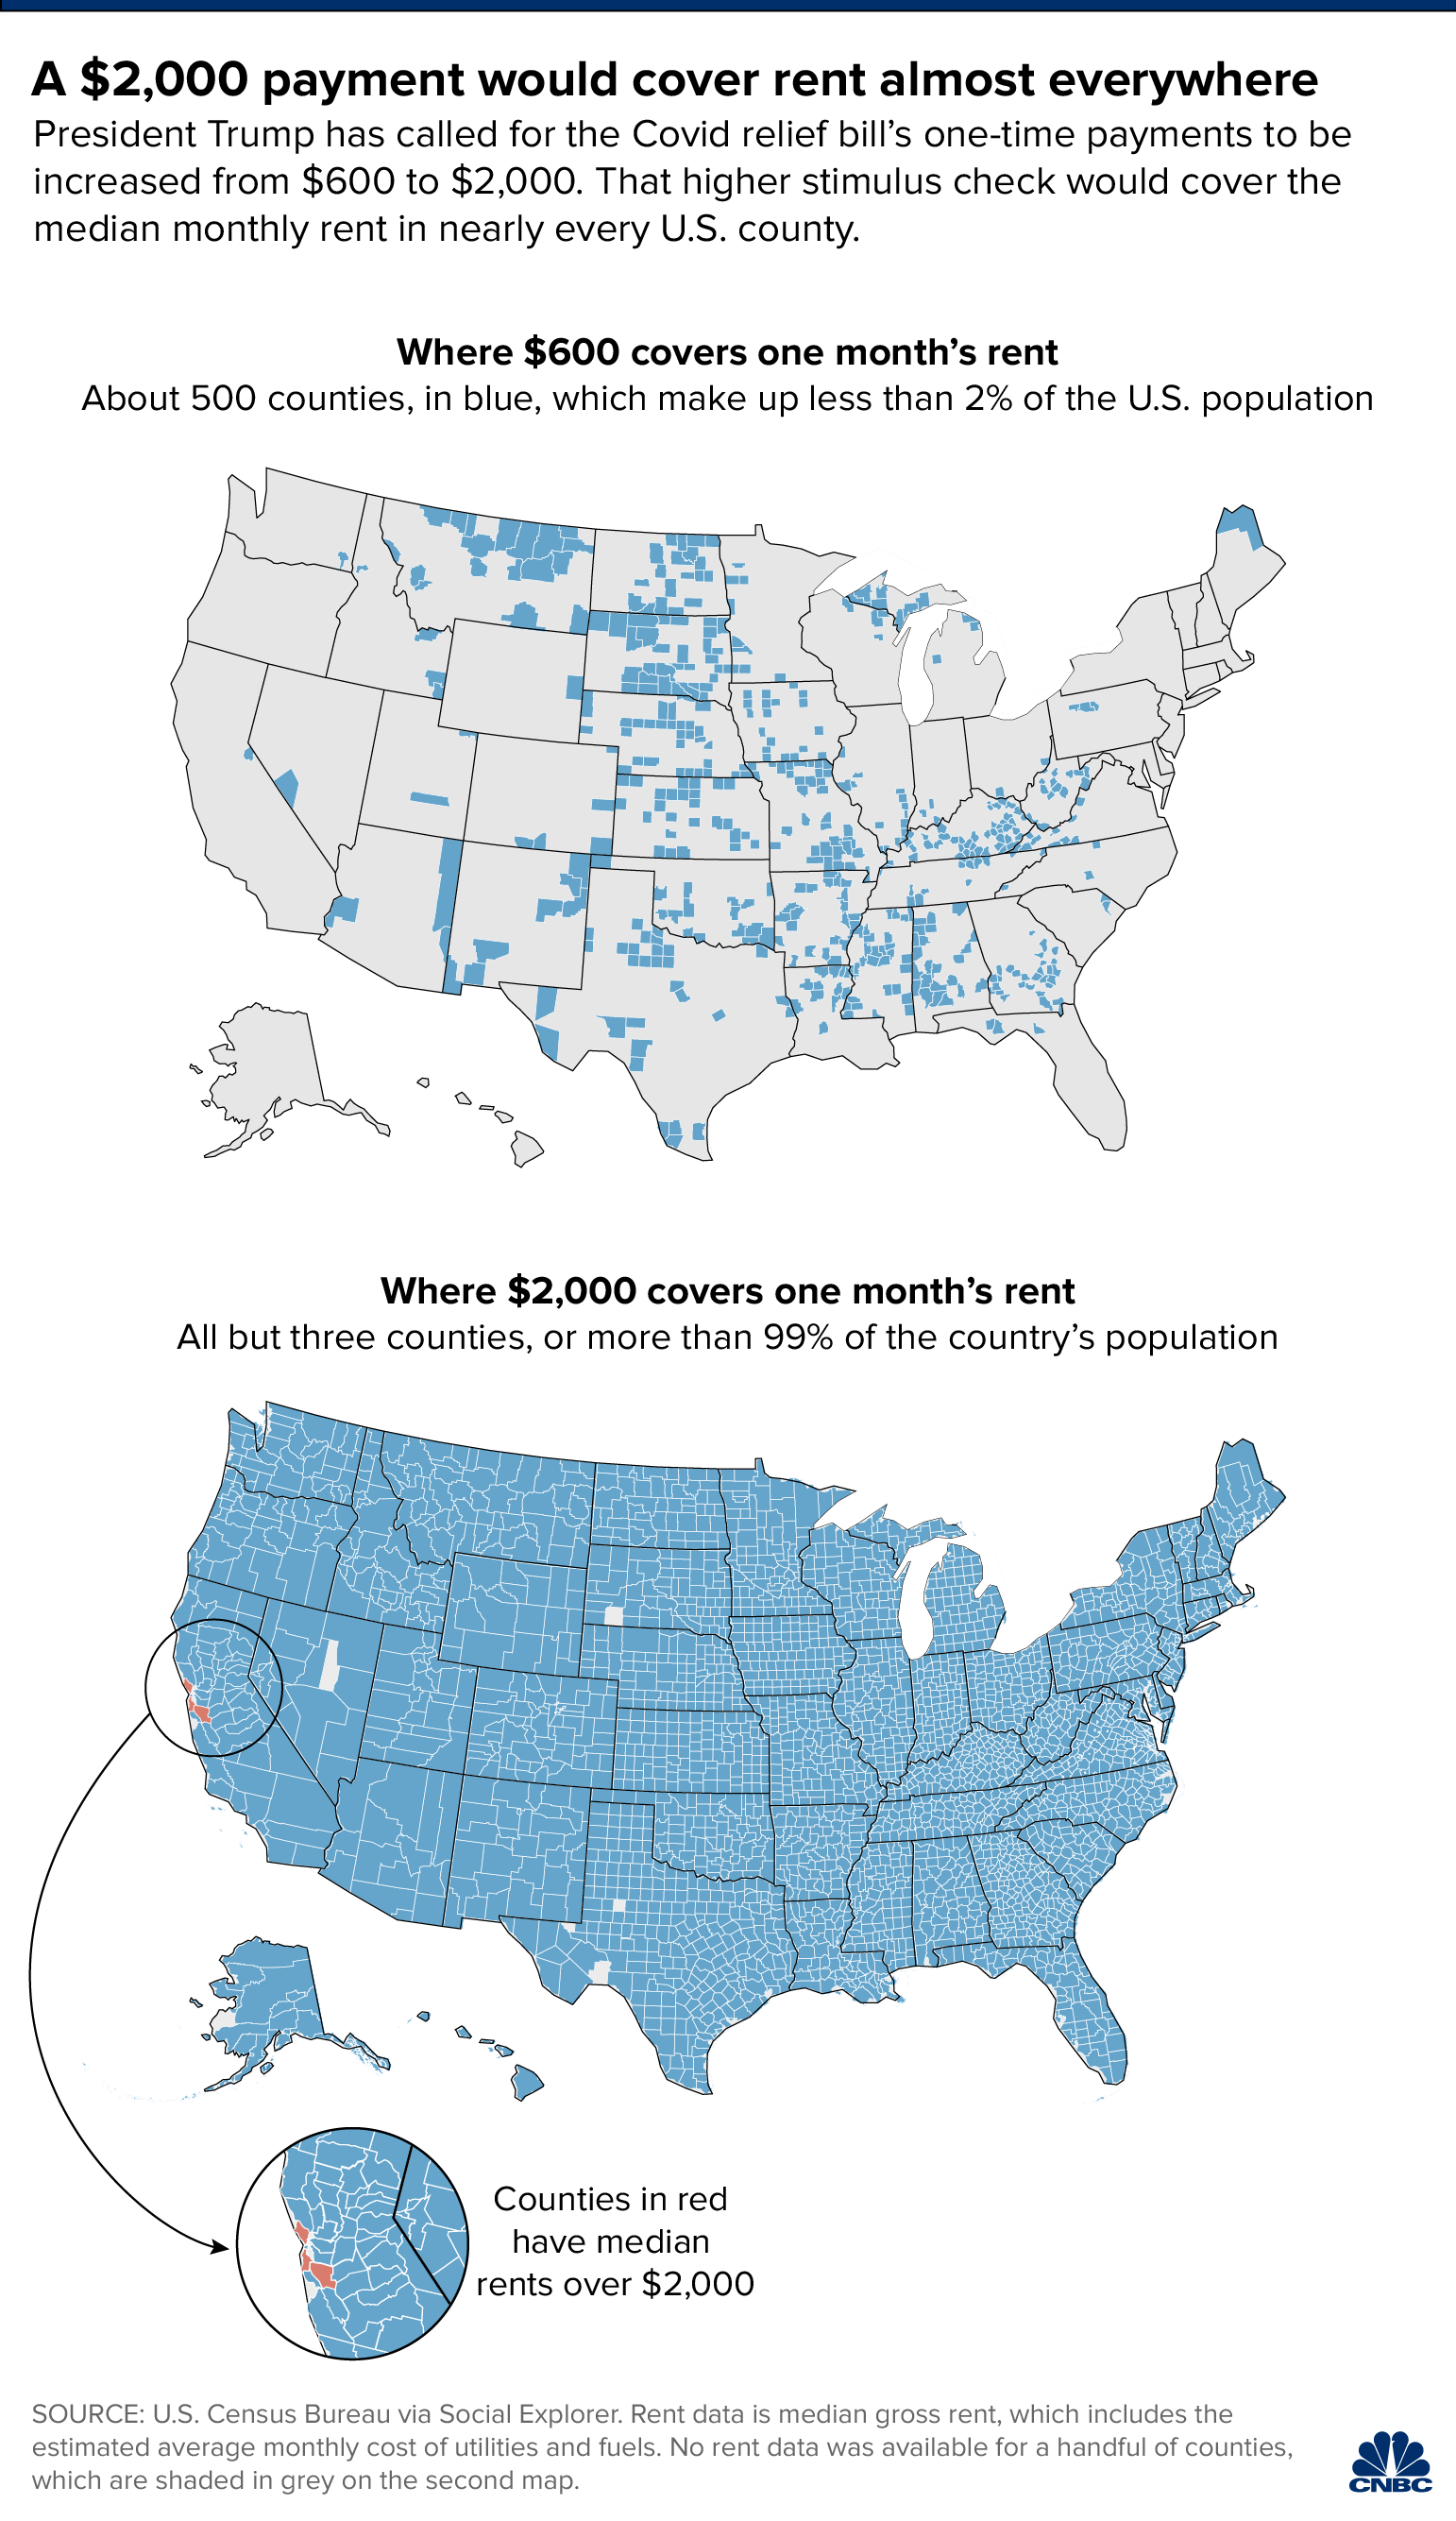 A $2,000 payment would cover rent almost everywhere
President Trump has called for the Covid relief bill’s one-time payments to be
increased from $600 to $2,000. That higher stimulus check would cover the
median monthly rent in nearly every U.S. county.
Where $600 covers one month’s rent
About 500 counties, in blue, which make up less than 2% of the U.S. population
Where $2,000 covers one month’s rent
All but three counties, or more than 99% of the country’s population
Counties in red
have median
rents over $2,000
SOURCE: U.S. Census Bureau via Social Explorer. Rent data is median gross rent, which includes the
estimated average monthly cost of utilities and fuels. No rent data was available for a handful of counties,
which are shaded in grey on the second map.
CNBC